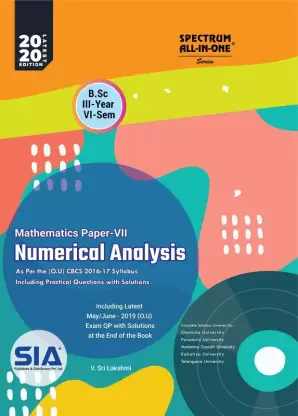 2020
LATEST
EDITION
SPECTRUM
ALL-IN-ONE®
Series
B.Sc
III-Year
VI-Sem
Mathematics Paper-VII
Numerical Analysis
As Per the (O.U) CBCS 2016-17 Syllabus
Including Practical Questions with Solutions
Including Latest
May/June - 2019 (O.U)
Exam QP with Solutions
at the End of the Book
Complete Syllabus Covered for :
Osmania University
Palamuru University
Mahatma Gandhi University
Kakatiya University
Telangana University
SIA
Publishers & Distributors Pvt. Ltd.
V. Sri Lakshmi